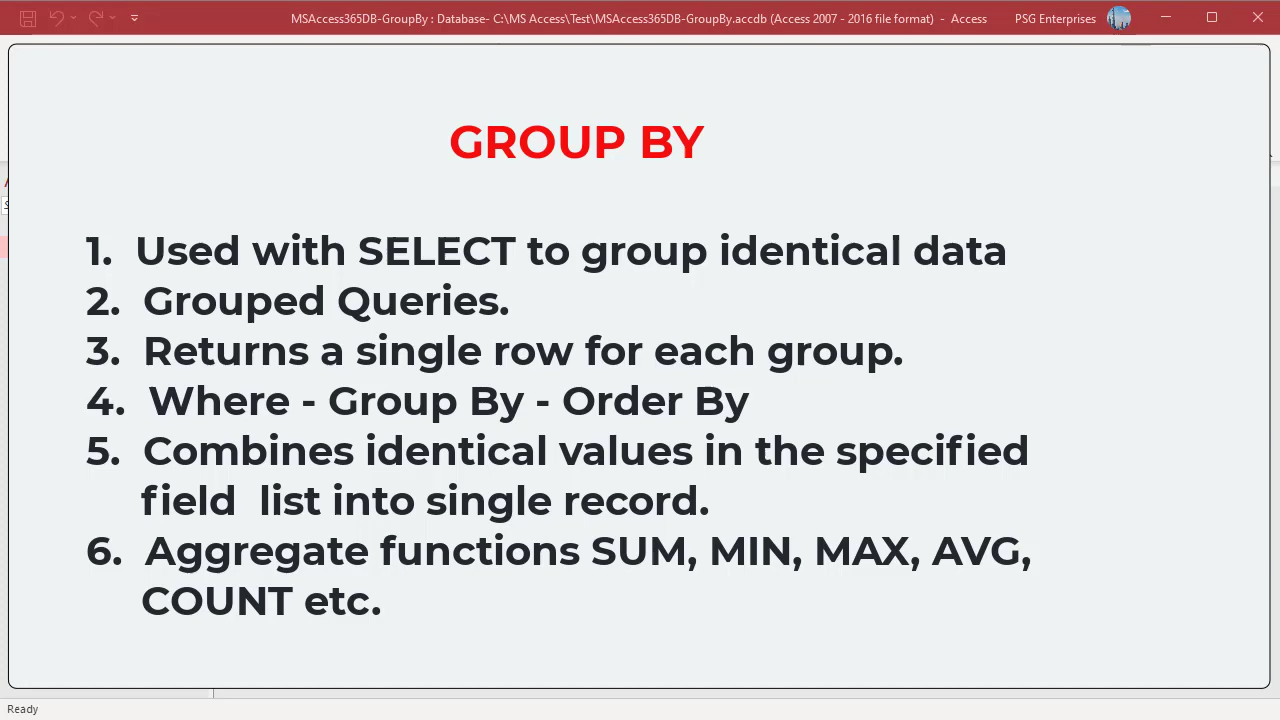 MSAccess365DB-GroupBy : Database- C:\MS Access\Test\MSAccess365DB-GroupBy.accdb (Access 2007 - 2016 file format) - Access PSG Enterprises
GROUP BY
1. Used with SELECT to group identical data
2. Grouped Queries.
3. Returns a single row for each group.
4. Where - Group By - Order By
5. Combines identical values in the specified
field list into single record.
6. Aggregate functions SUM, MIN, MAX, AVG,
COUNT etc.
Ready